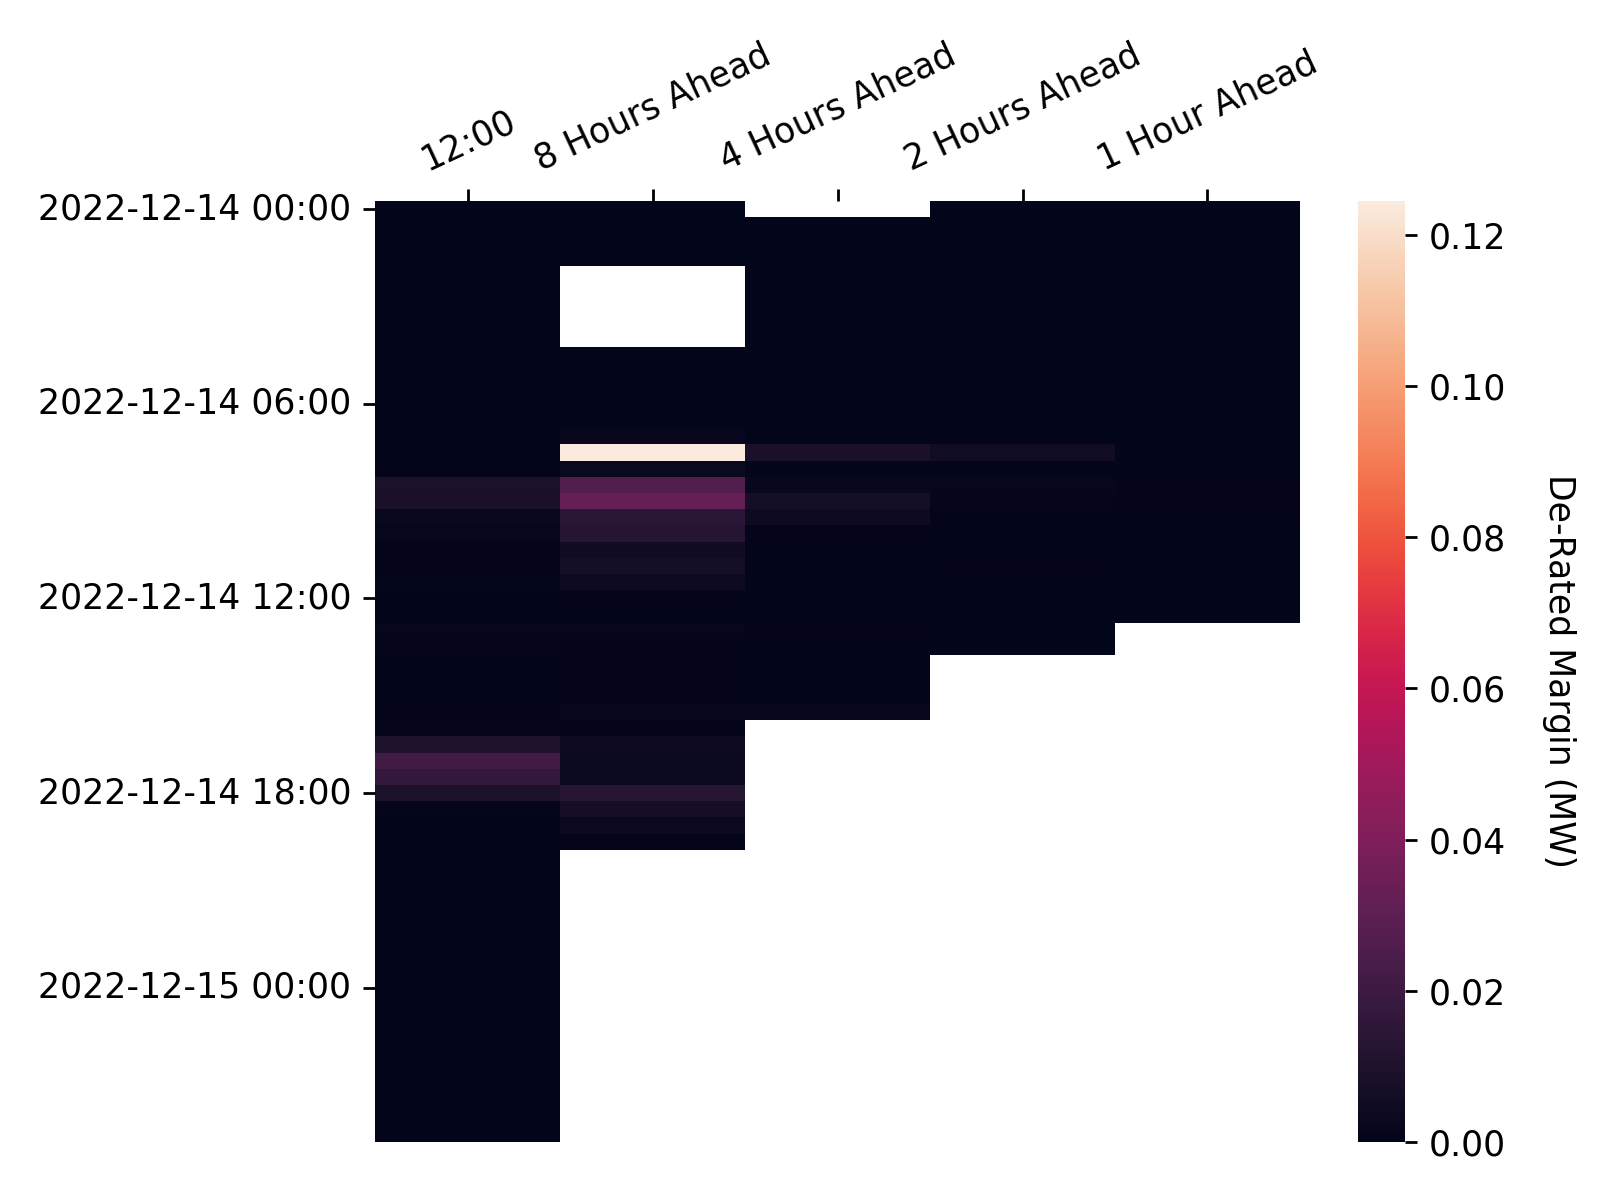 12:00
8 Hours Ahead
4 Hours Ahead
2 Hours Ahead
1 Hour Ahead
2022-12-14 00:00
2022-12-14 06:00
2022-12-14 12:00
2022-12-14 18:00
2022-12-15 00:00
0.12
0.10
0.08
0.06
0.04
0.02
0.00
De-Rated Margin (MW)